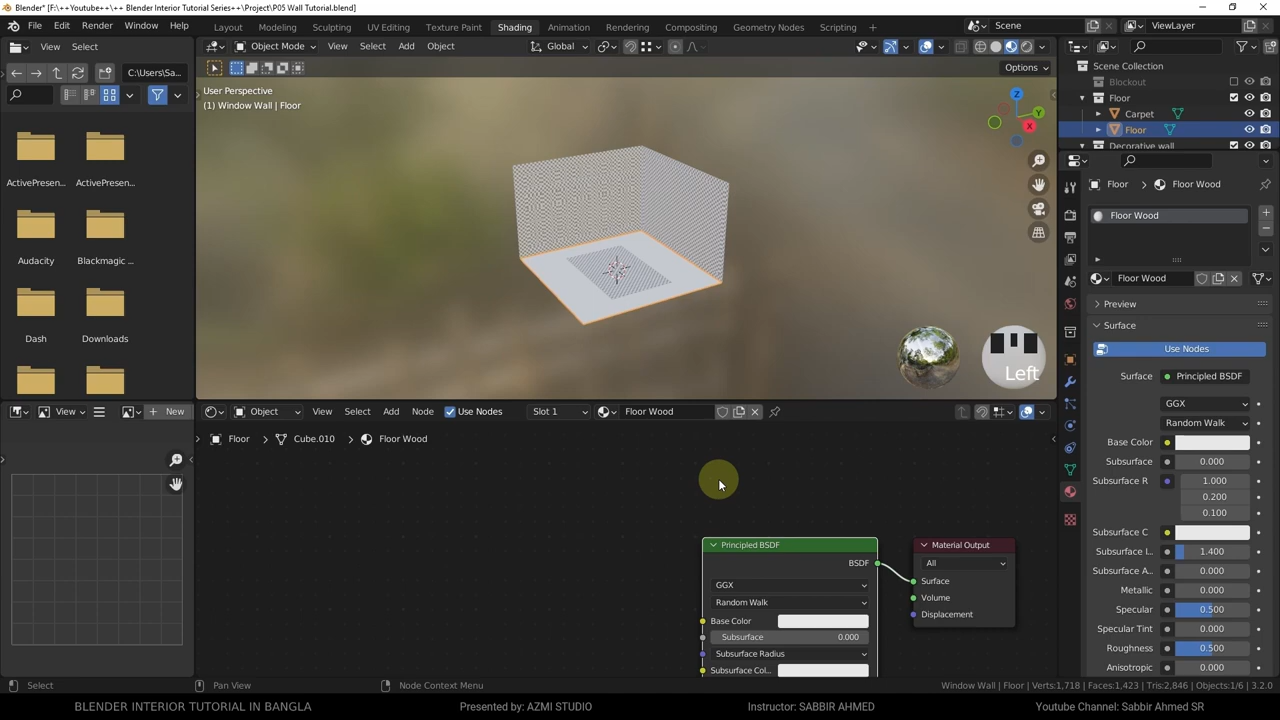 Blender* [F:\++Youtube++\++ Blender Interior Tutorial Series++\Project\P05 Wall Tutorial.blend]
File Edit Render Window Help Layout Modeling Sculpting UV Editing Texture Paint Shading Animation Rendering Compositing Geometry Nodes Scripting Scene ViewLayer
View Select Object Mode View Select Add Object Global
C:\Users\Sa... Options
Scene Collection
Blockout
Floor
Carpet
Floor
Decorative wall
User Perspective
(1) Window Wall | Floor
Z
Y
X
ActivePresen... ActivePresen...
Audacity Blackmagic ...
Dash Downloads
Left
Floor Floor Wood
Floor Wood
Floor Wood
Preview
Surface
Use Nodes
Surface Principled BSDF
GGX
Random Walk
Base Color
Subsurface 0.000
Subsurface R 1.000
0.200
0.100
Subsurface C
Subsurface I... 1.400
Subsurface A... 0.000
Metallic 0.000
Specular 0.500
Specular Tint 0.000
Roughness 0.500
Anisotropic 0.000
View New Object View Select Add Node Use Nodes Slot 1 Floor Wood
Floor Cube.010 Floor Wood
Principled BSDF
BSDF
GGX
Random Walk
Base Color
Subsurface 0.000
Subsurface Radius
Subsurface Col...
Material Output
All
Surface
Volume
Displacement
Select Pan View Node Context Menu Window Wall | Floor | Verts:1,718 | Faces:1,423 | Tris:2,846 | Objects:1/6 | 3.2.0
BLENDER INTERIOR TUTORIAL IN BANGLA Presented by: AZMI STUDIO Instructor: SABBIR AHMED Youtube Channel: Sabbir Ahmed SR